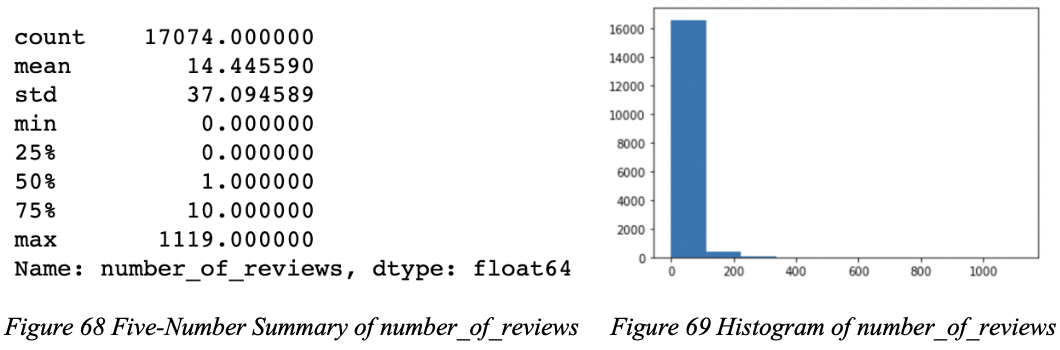 count 17074.000000
mean 14.445590
std 37.094589
min 0.000000
25% 0.000000
50% 1.000000
75% 10.000000
max 1119.000000
Name: number_of_reviews, dtype: float64
Figure 68 Five-Number Summary of number_of_reviews
16000
14000
12000
10000
8000
6000
4000
2000
0
0 200 400 600 800 1000
Figure 69 Histogram of number_of_reviews